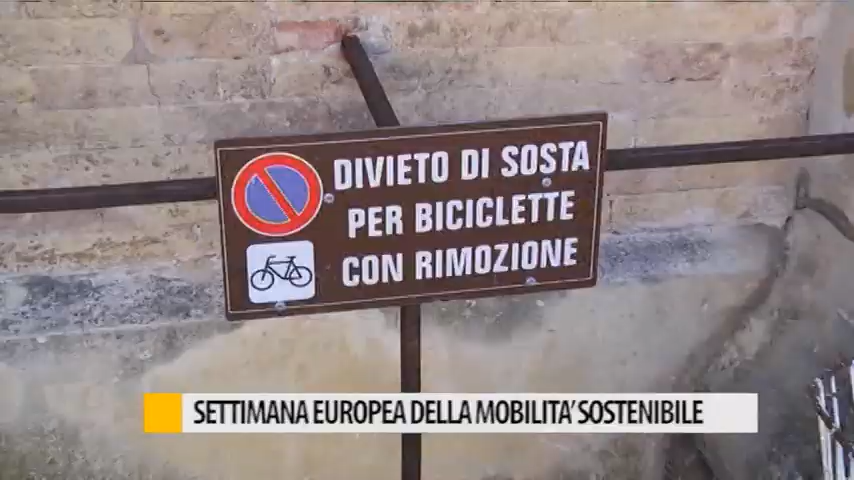 DIVIETO DI SOSTA
PER BICICLETTE
CON RIMOZIONE
SETTIMANA EUROPEA DELLA MOBILITA' SOSTENIBILE